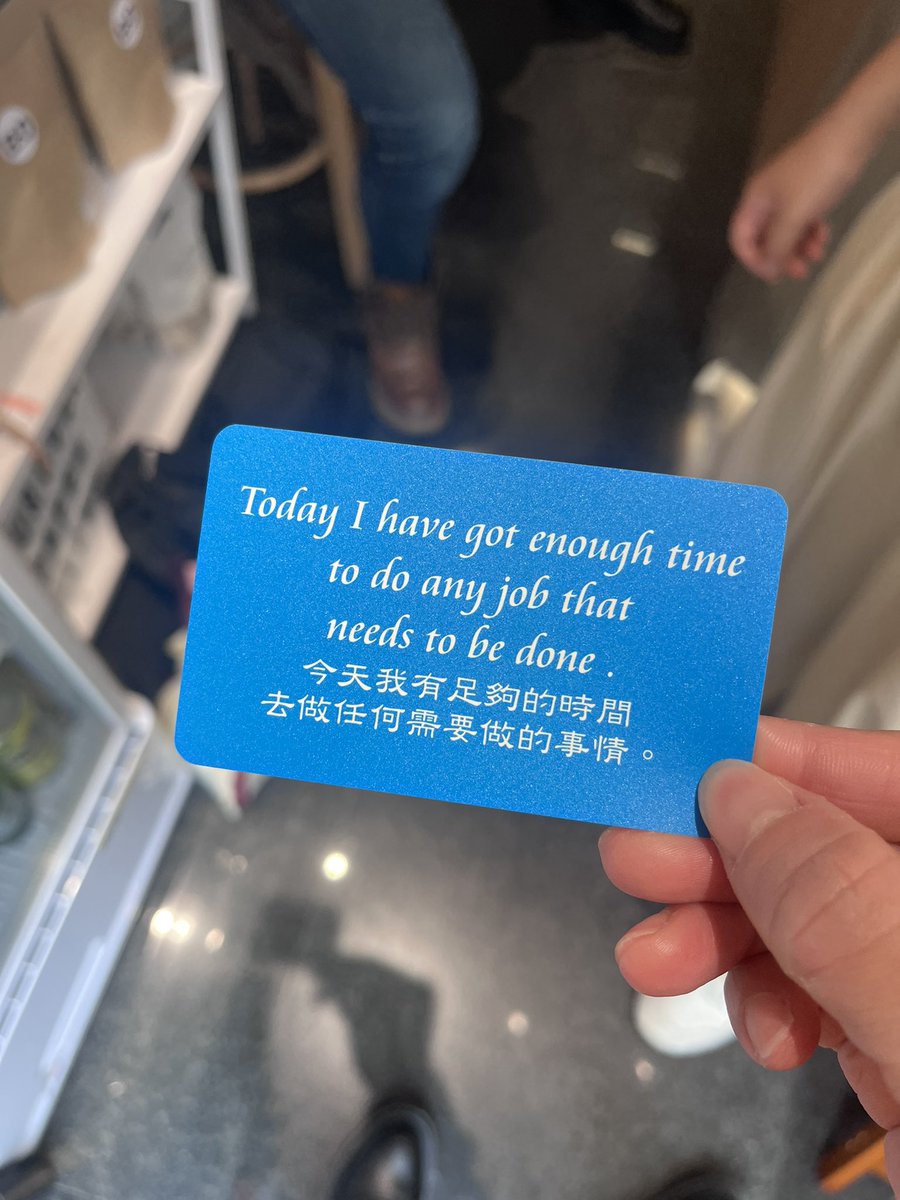 Today I have got enough time
to do any job that
needs to be done .
今天我有足夠的時間
去做任何需要做的事情。